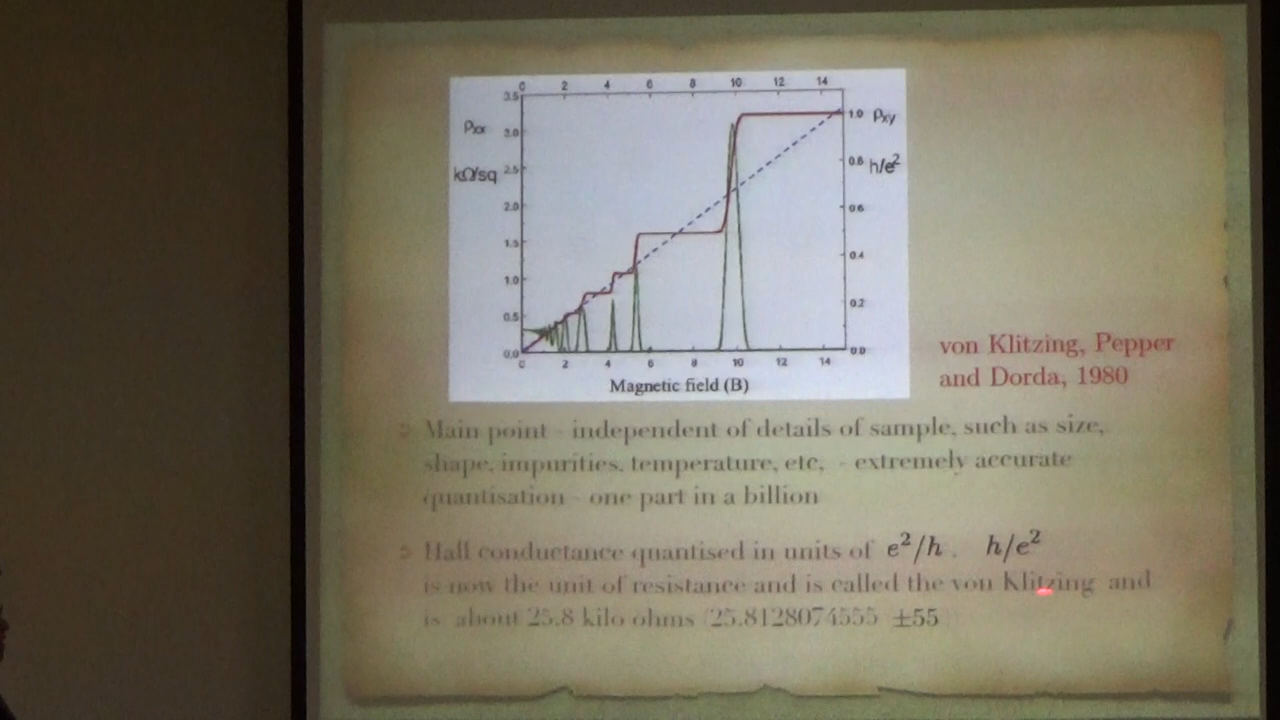 0 2 4 6 8 10 12 14
3.5
ρxx 3.0 1.0 ρxy
kΩ/sq 2.5 0.8 h/e²
2.0 0.6
1.5 0.4
1.0 0.2
0.5
0.0 0.0
0 2 4 6 8 10 12 14
Magnetic field (B)
von Klitzing, Pepper
and Dorda, 1980
Main point - independent of details of sample, such as size,
shape, impurities, temperature, etc. - extremely accurate
quantisation - one part in a billion
Hall conductance quantised in units of e²/h . h/e²
is now the unit of resistance and is called the von Klitzing and
is about 25.8 kilo ohms (25.8128074555 ±55)